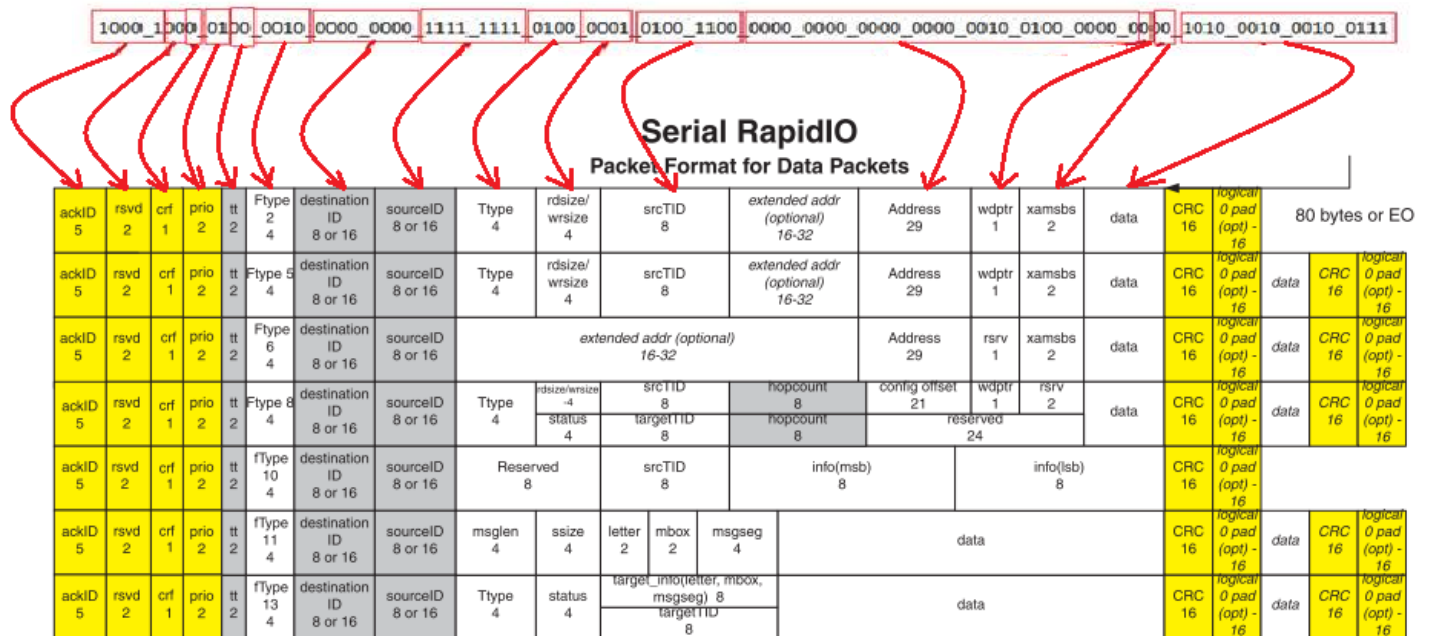 1000_1000_0100_0010_0000_0000_1111_1111_0100_0001_0100_1100_0000_0000_0000_0000_0010_0100_0000_0000_1010_0010_0010_0111
Serial RapidIO
Packet Format for Data Packets
80 bytes or EO
ackID 5 rsvd 2 crf 1 prio 2 tt 2 Ftype 2 4 destination ID 8 or 16 sourceID 8 or 16 Ttype 4 rdsize/ wrsize 4 srcTID 8 extended addr (optional) 16-32 Address 29 wdptr 1 xamsbs 2 data CRC 16 logical 0 pad (opt) - 16
ackID 5 rsvd 2 crf 1 prio 2 tt 2 Ftype 5 4 destination ID 8 or 16 sourceID 8 or 16 Ttype 4 rdsize/ wrsize 4 srcTID 8 extended addr (optional) 16-32 Address 29 wdptr 1 xamsbs 2 data CRC 16 logical 0 pad (opt) - 16 data CRC 16 logical 0 pad (opt) - 16
ackID 5 rsvd 2 crf 1 prio 2 tt 2 Ftype 6 4 destination ID 8 or 16 sourceID 8 or 16 extended addr (optional) 16-32 Address 29 rsrv 1 xamsbs 2 data CRC 16 logical 0 pad (opt) - 16 data CRC 16 logical 0 pad (opt) - 16
ackID 5 rsvd 2 crf 1 prio 2 tt 2 Ftype 8 4 destination ID 8 or 16 sourceID 8 or 16 Ttype 4 rdsize/wrsize -4 srcTID 8 hopcount 8 config offset 21 wdptr 1 rsrv 2 status 4 targetTID 8 hopcount 8 reserved 24 data CRC 16 logical 0 pad (opt) - 16 data CRC 16 logical 0 pad (opt) - 16
ackID 5 rsvd 2 crf 1 prio 2 tt 2 fType 10 4 destination ID 8 or 16 sourceID 8 or 16 Reserved 8 srcTID 8 info(msb) 8 info(lsb) 8 CRC 16 logical 0 pad (opt) - 16
ackID 5 rsvd 2 crf 1 prio 2 tt 2 fType 11 4 destination ID 8 or 16 sourceID 8 or 16 msglen 4 ssize 4 letter 2 mbox 2 msgseg 4 data CRC 16 logical 0 pad (opt) - 16 data CRC 16 logical 0 pad (opt) - 16
ackID 5 rsvd 2 crf 1 prio 2 tt 2 fType 13 4 destination ID 8 or 16 sourceID 8 or 16 Ttype 4 status 4 target_info(letter, mbox, msgseg) 8 targetTID 8 data CRC 16 logical 0 pad (opt) - 16 data CRC 16 logical 0 pad (opt) - 16